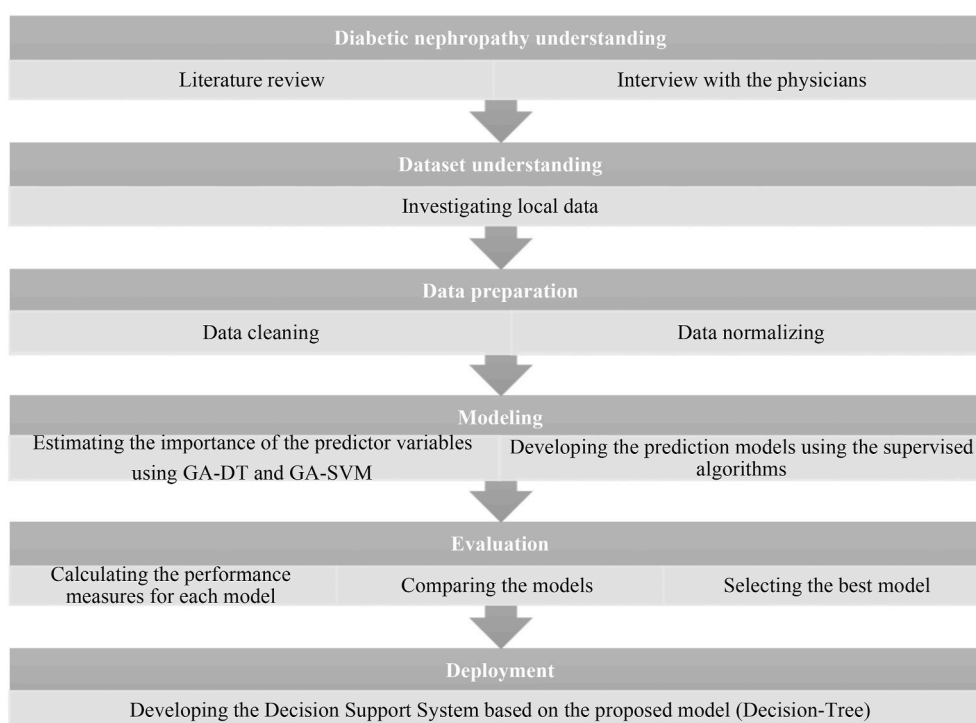 Diabetic nephropathy understanding
Literature review
Interview with the physicians
Dataset understanding
Investigating local data
Data preparation
Data cleaning
Data normalizing
Modeling
Estimating the importance of the predictor variables
using GA-DT and GA-SVM
Developing the prediction models using the supervised
algorithms
Evaluation
Calculating the performance
measures for each model
Comparing the models
Selecting the best model
Deployment
Developing the Decision Support System based on the proposed model (Decision-Tree)